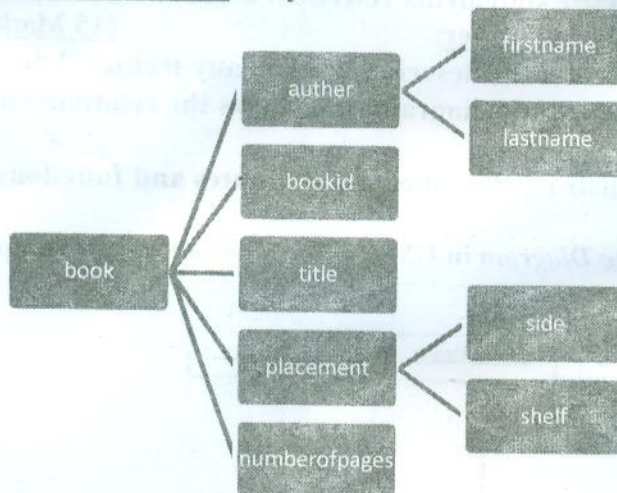 firstname
auther
lastname
bookid
book
title
side
placement
shelf
numberofpages